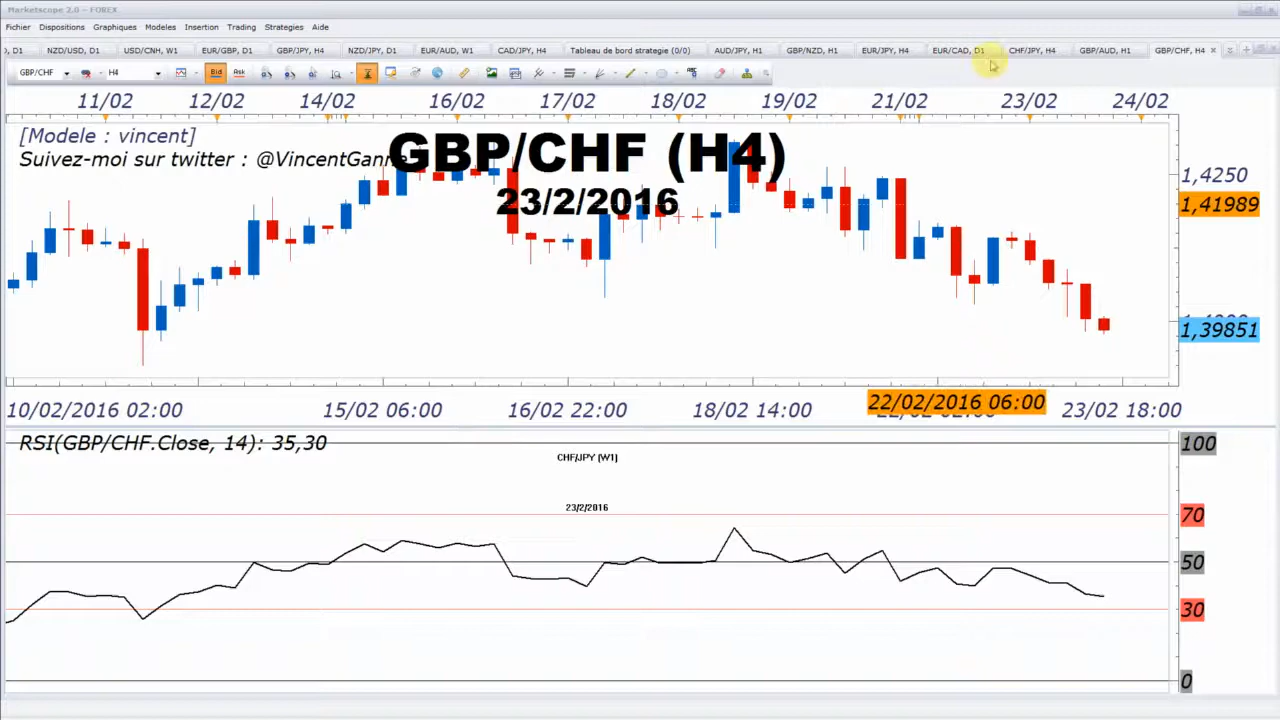 Marketscope 2.0 - FOREX
Fichier Dispositions Graphiques Modeles Insertion Trading Strategies Aide
, D1 NZD/USD, D1 USD/CNH, W1 EUR/GBP, D1 GBP/JPY, H4 NZD/JPY, D1 EUR/AUD, W1 CAD/JPY, H4 Tableau de bord strategie (0/0) AUD/JPY, H1 GBP/NZD, H1 EUR/JPY, H4 EUR/CAD, D1 CHF/JPY, H4 GBP/AUD, H1 GBP/CHF, H4
GBP/CHF H4 Bid Ask
11/02 12/02 14/02 16/02 17/02 18/02 19/02 21/02 23/02 24/02
[Modele : vincent]
Suivez-moi sur twitter : @VincentGanne
GBP/CHF (H4)
23/2/2016
1,4250
1,41989
1,39851
10/02/2016 02:00 15/02 06:00 16/02 22:00 18/02 14:00 22/02/2016 06:00 23/02 18:00
RSI(GBP/CHF.Close, 14): 35,30
CHF/JPY (W1)
23/2/2016
100
70
50
30
0